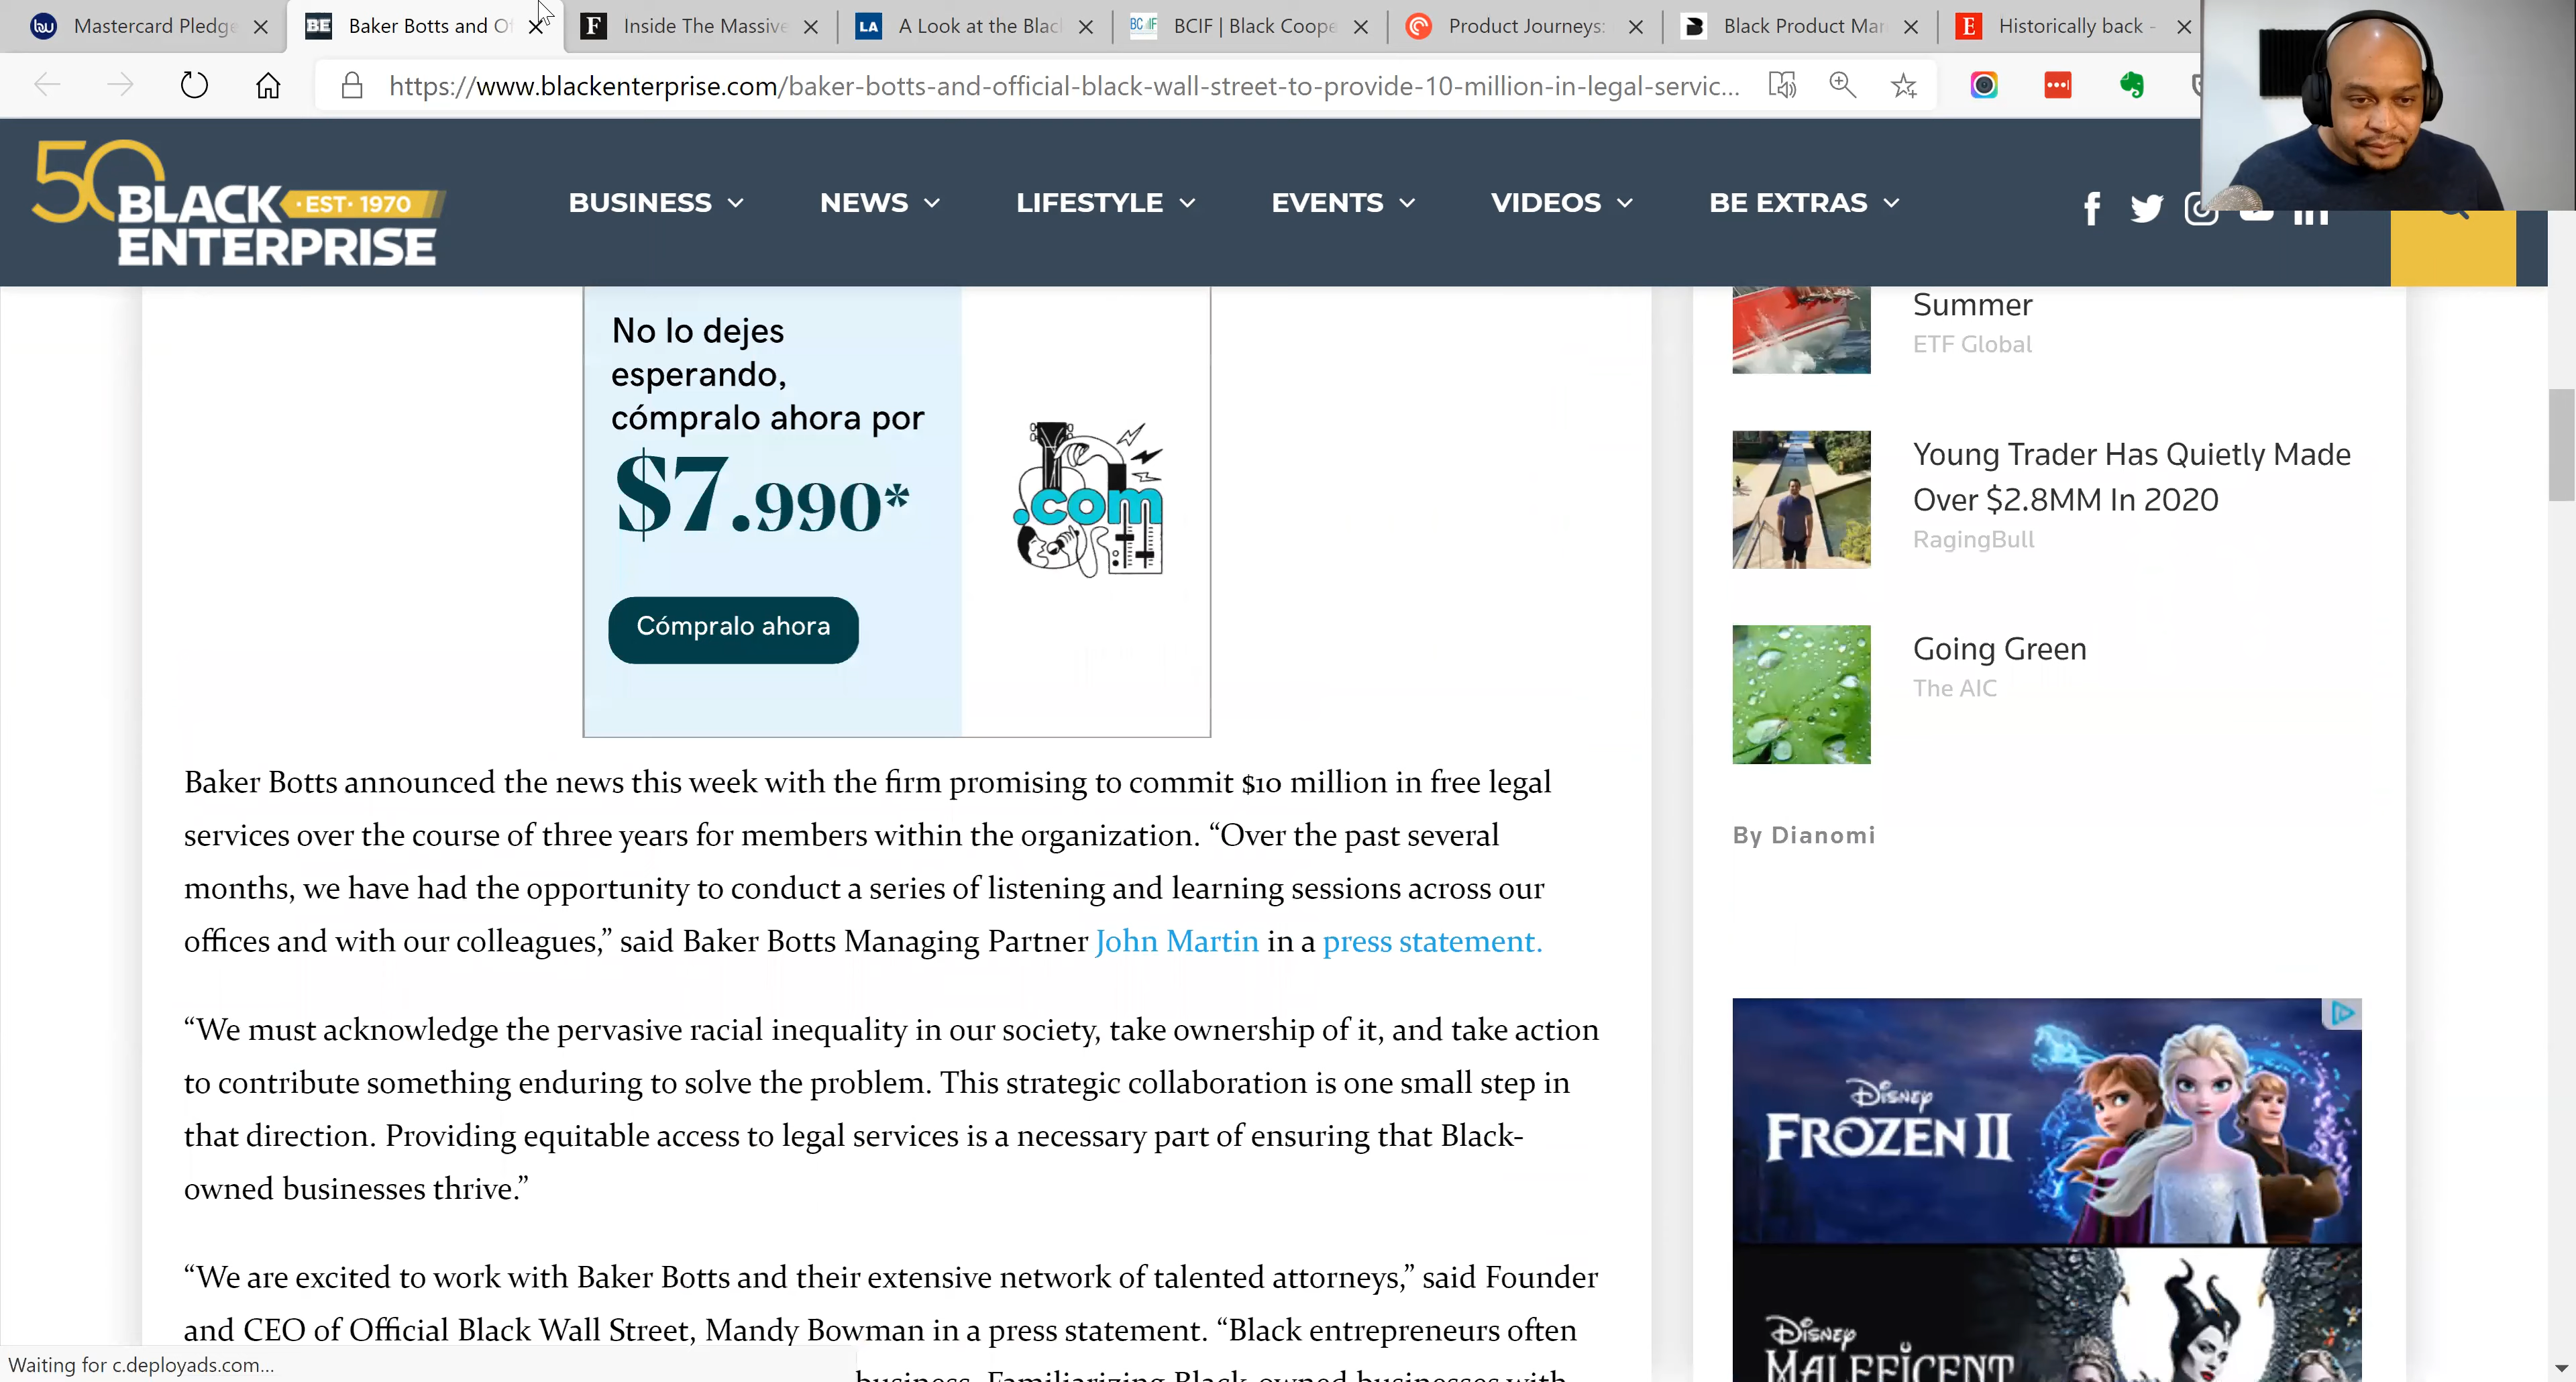 Mastercard Pledge
Baker Botts and Of
Inside The Massive
A Look at the Blac
BCIF | Black Coope
Product Journeys:
Black Product Mar
Historically back -
https://www.blackenterprise.com/baker-botts-and-official-black-wall-street-to-provide-10-million-in-legal-servic...
50 BLACK ENTERPRISE
·EST· 1970
BUSINESS
NEWS
LIFESTYLE
EVENTS
VIDEOS
BE EXTRAS
No lo dejes
esperando,
cómpralo ahora por
$7.990*
Cómpralo ahora
.com
Summer
ETF Global
Young Trader Has Quietly Made
Over $2.8MM In 2020
RagingBull
Going Green
The AIC
By Dianomi
Baker Botts announced the news this week with the firm promising to commit $10 million in free legal
services over the course of three years for members within the organization. “Over the past several
months, we have had the opportunity to conduct a series of listening and learning sessions across our
offices and with our colleagues,” said Baker Botts Managing Partner John Martin in a press statement.
“We must acknowledge the pervasive racial inequality in our society, take ownership of it, and take action
to contribute something enduring to solve the problem. This strategic collaboration is one small step in
that direction. Providing equitable access to legal services is a necessary part of ensuring that Black-
owned businesses thrive.”
“We are excited to work with Baker Botts and their extensive network of talented attorneys,” said Founder
and CEO of Official Black Wall Street, Mandy Bowman in a press statement. “Black entrepreneurs often
business. Familiarizing Black-owned businesses with
Disney
FROZEN II
Disney
MALEFICENT
Waiting for c.deployads.com...